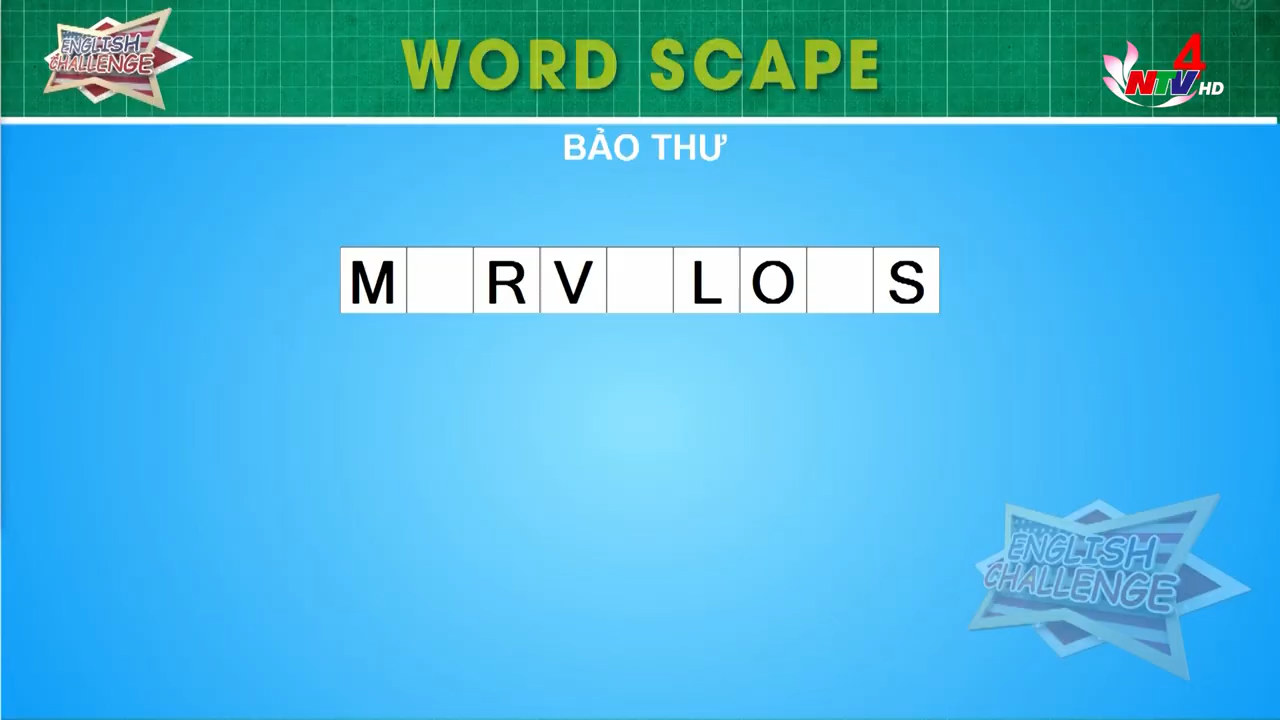 ENGLISH
CHALLENGE
WORD SCAPE
4
NTV HD
BẢO THƯ
M RV LO S
ENGLISH
CHALLENGE